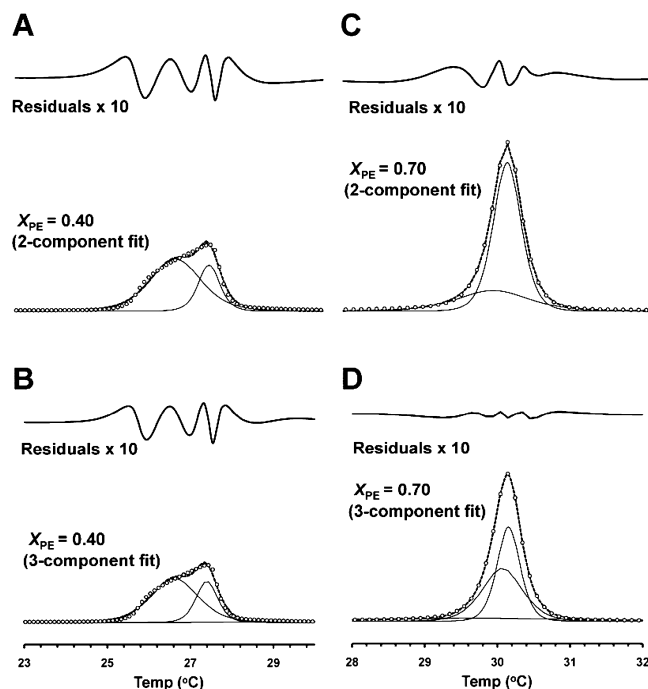 A
Residuals x 10
XPE = 0.40
(2-component fit)
B
Residuals x 10
XPE = 0.40
(3-component fit)
23 25 27 29
Temp (ºC)
C
Residuals x 10
XPE = 0.70
(2-component fit)
D
Residuals x 10
XPE = 0.70
(3-component fit)
28 29 30 31 32
Temp (ºC)